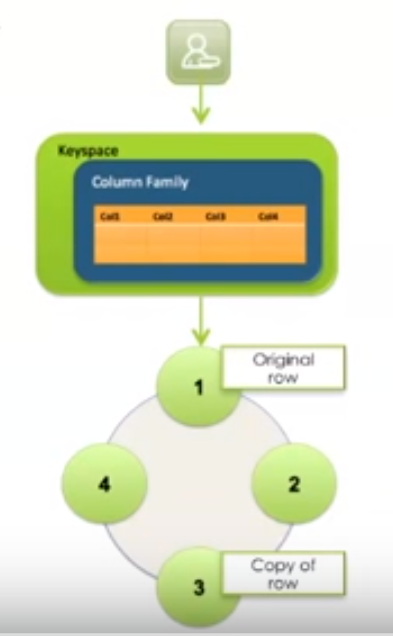 Keyspace
Column Family
Col1 Col2 Col3 Col4
1
Original
row
4
2
3
Copy of
row